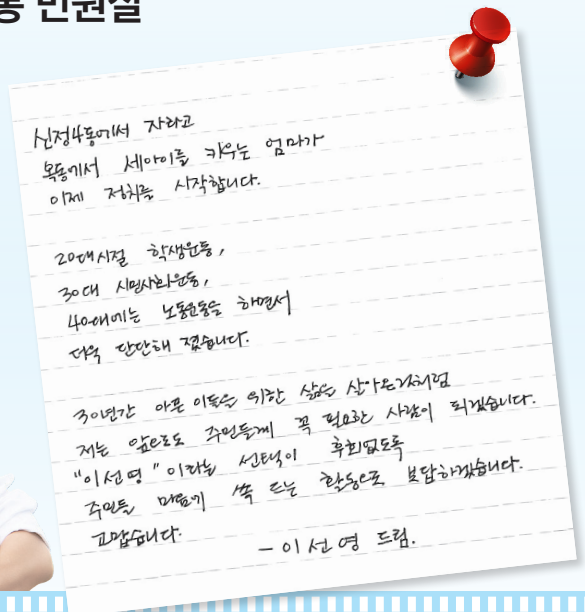 동 민원실
신정4동에서 자라고
목동에서 세아이를 키우는 엄마가
이제 정치를 시작합니다.
20대시절 학생운동,
30대 시민사회운동,
40대에는 노동운동을 하면서
더욱 단단해 졌습니다.
30년간 아픈 이들을 위한 삶을 살아온것처럼
저는 앞으로도 주민들께 꼭 필요한 사람이 되겠습니다.
"이선영"이라는 선택이 후회없도록
주민들 마음에 쏙 드는 활동으로 보답하겠습니다.
고맙습니다.
- 이선영 드림.